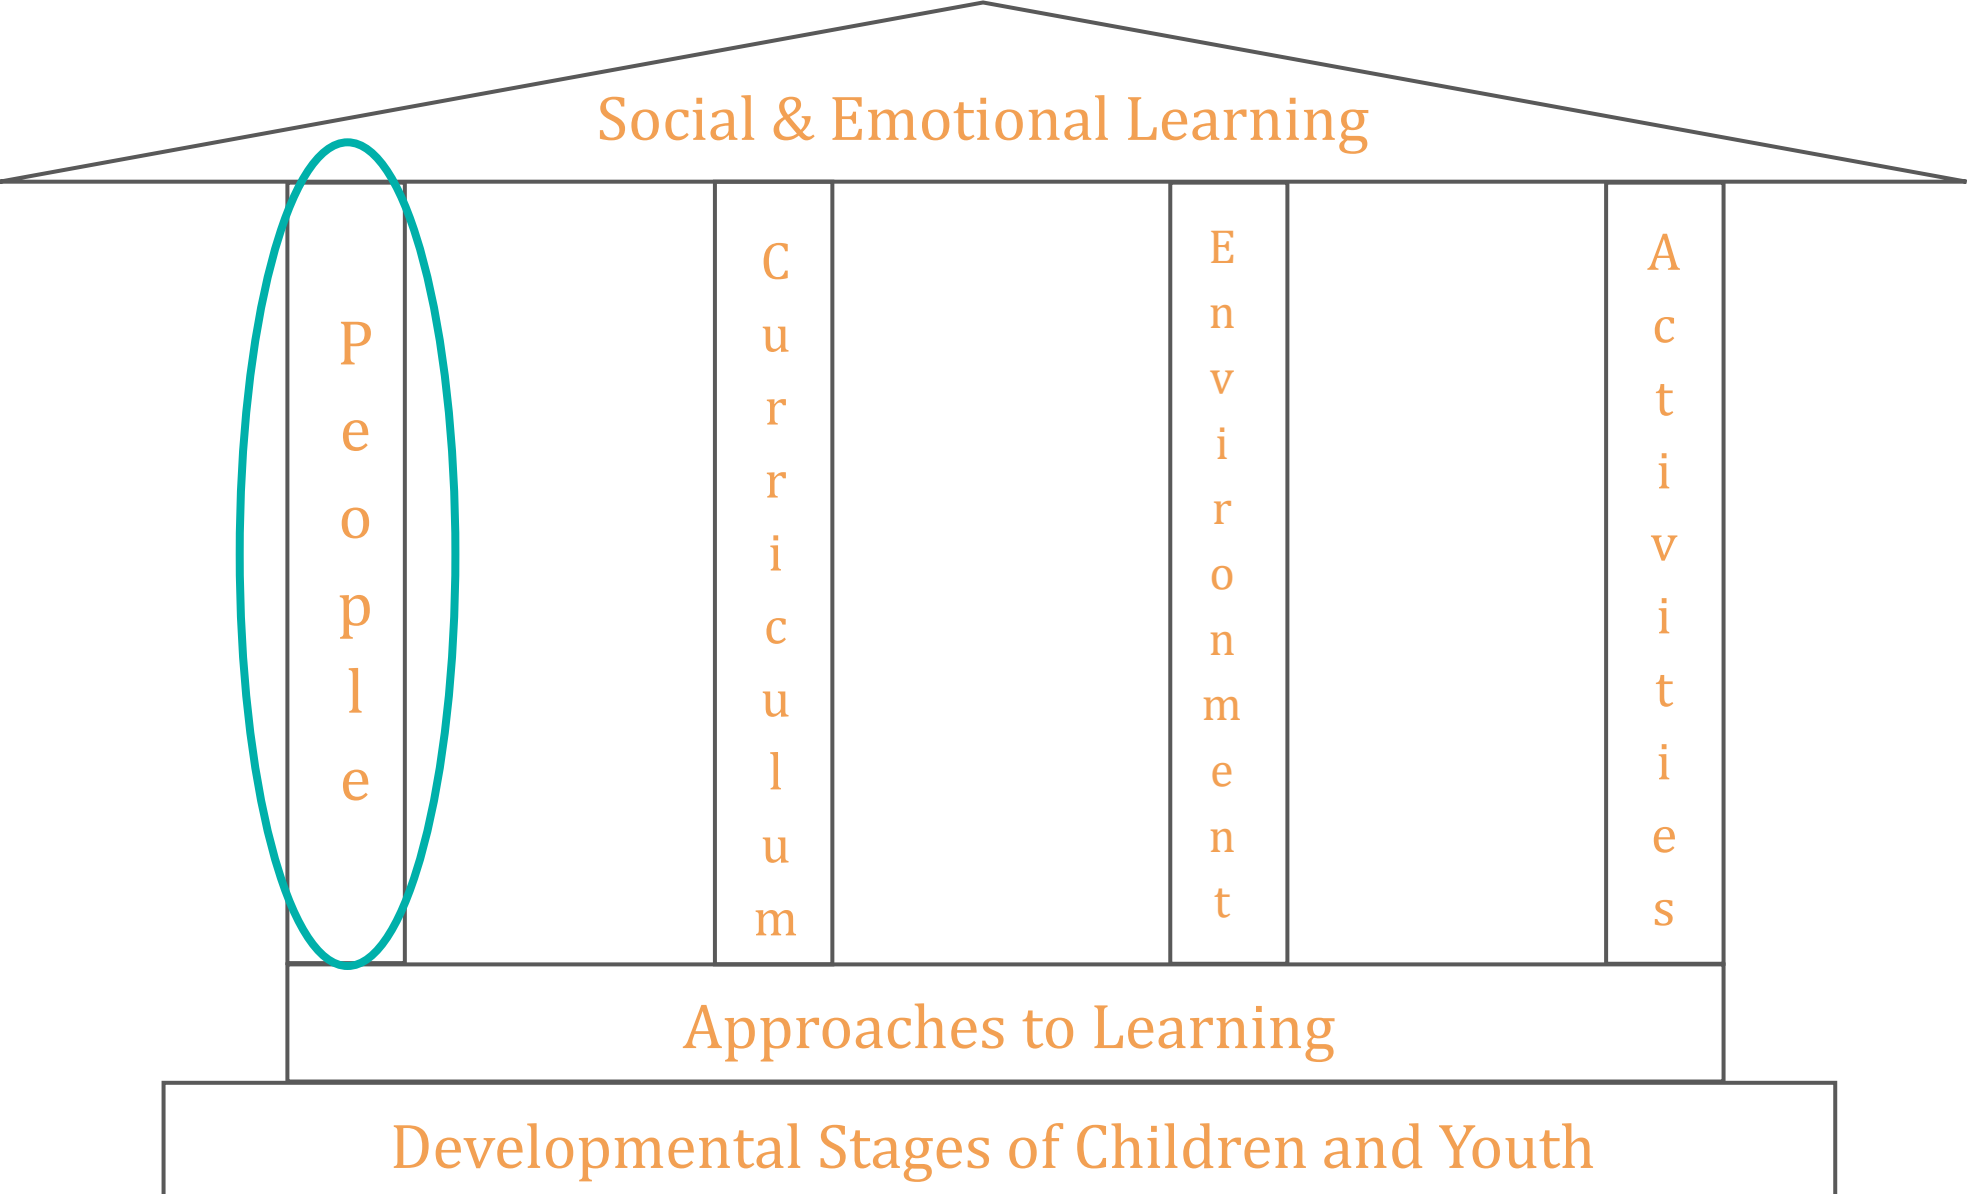 Social & Emotional Learning
People
Curriculum
Environment
Activities
Approaches to Learning
Developmental Stages of Children and Youth